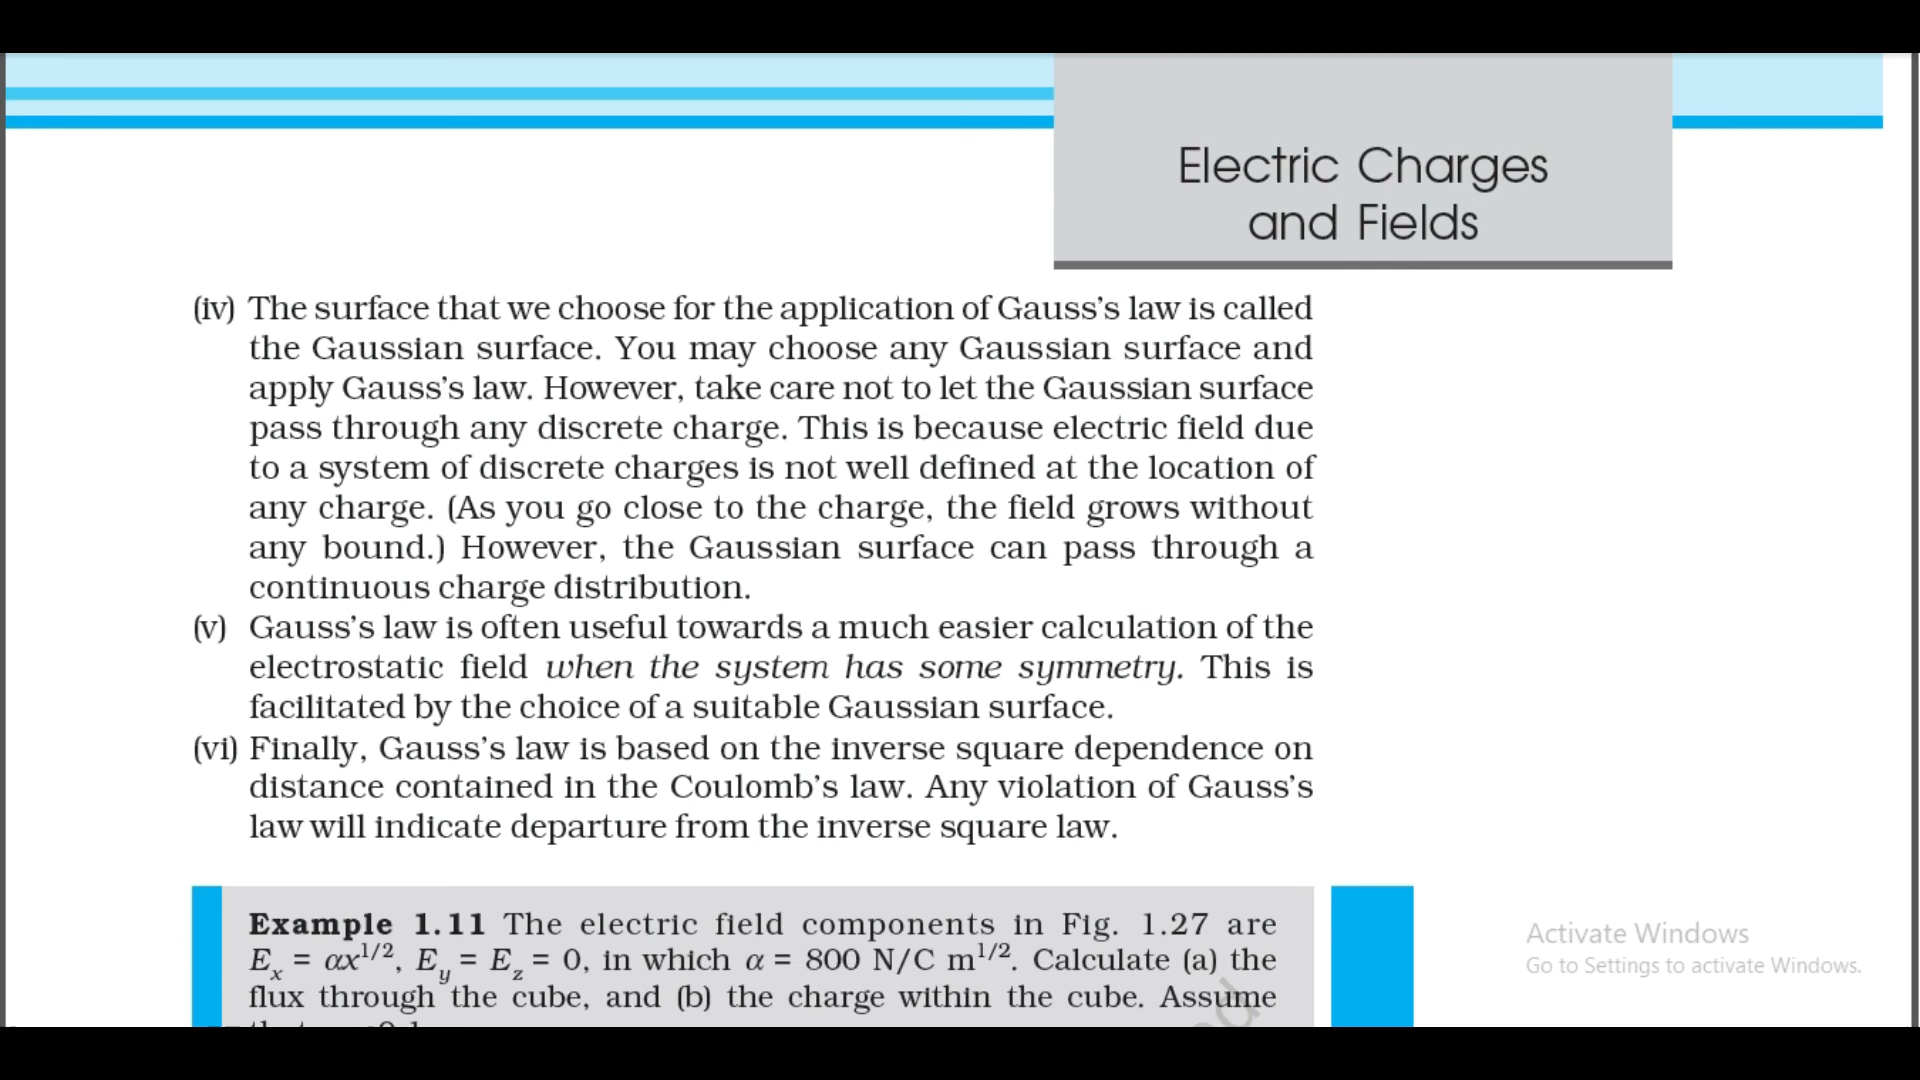 Electric Charges
and Fields
(iv) The surface that we choose for the application of Gauss’s law is called
the Gaussian surface. You may choose any Gaussian surface and
apply Gauss’s law. However, take care not to let the Gaussian surface
pass through any discrete charge. This is because electric field due
to a system of discrete charges is not well defined at the location of
any charge. (As you go close to the charge, the field grows without
any bound.) However, the Gaussian surface can pass through a
continuous charge distribution.
(v) Gauss’s law is often useful towards a much easier calculation of the
electrostatic field when the system has some symmetry. This is
facilitated by the choice of a suitable Gaussian surface.
(vi) Finally, Gauss’s law is based on the inverse square dependence on
distance contained in the Coulomb’s law. Any violation of Gauss’s
law will indicate departure from the inverse square law.
Example 1.11 The electric field components in Fig. 1.27 are
Eₓ = αx^1/2, E_y = E_z = 0, in which α = 800 N/C m^1/2. Calculate (a) the
flux through the cube, and (b) the charge within the cube. Assume
Activate Windows
Go to Settings to activate Windows.